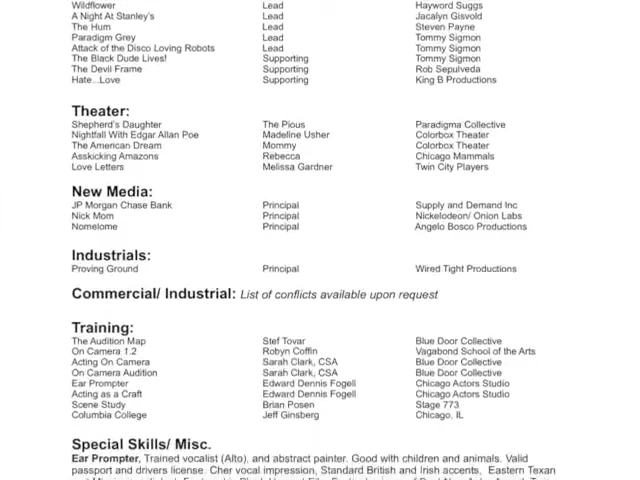 Wildflower Lead Hayword Suggs
A Night At Stanley's Lead Jacalyn Gisvold
The Hum Lead Steven Payne
Paradigm Grey Lead Tommy Sigmon
Attack of the Disco Loving Robots Lead Tommy Sigmon
The Black Dude Lives! Supporting Tommy Sigmon
The Devil Frame Supporting Rob Sepulveda
Hate...Love Supporting King B Productions
Theater:
Shepherd's Daughter The Pious Paradigma Collective
Nightfall With Edgar Allan Poe Madeline Usher Colorbox Theater
The American Dream Mommy Colorbox Theater
Asskicking Amazons Rebecca Chicago Mammals
Love Letters Melissa Gardner Twin City Players
New Media:
JP Morgan Chase Bank Principal Supply and Demand Inc
Nick Mom Principal Nickelodeon/ Onion Labs
Nomelome Principal Angelo Bosco Productions
Industrials:
Proving Ground Principal Wired Tight Productions
Commercial/ Industrial: List of conflicts available upon request
Training:
The Audition Map Stef Tovar Blue Door Collective
On Camera 1.2 Robyn Coffin Vagabond School of the Arts
Acting On Camera Sarah Clark, CSA Blue Door Collective
On Camera Audition Sarah Clark, CSA Blue Door Collective
Ear Prompter Edward Dennis Fogell Chicago Actors Studio
Acting as a Craft Edward Dennis Fogell Chicago Actors Studio
Scene Study Brian Posen Stage 773
Columbia College Jeff Ginsberg Chicago, IL
Special Skills/ Misc.
Ear Prompter, Trained vocalist (Alto), and abstract painter. Good with children and animals. Valid
passport and drivers license. Cher vocal impression, Standard British and Irish accents, Eastern Texan